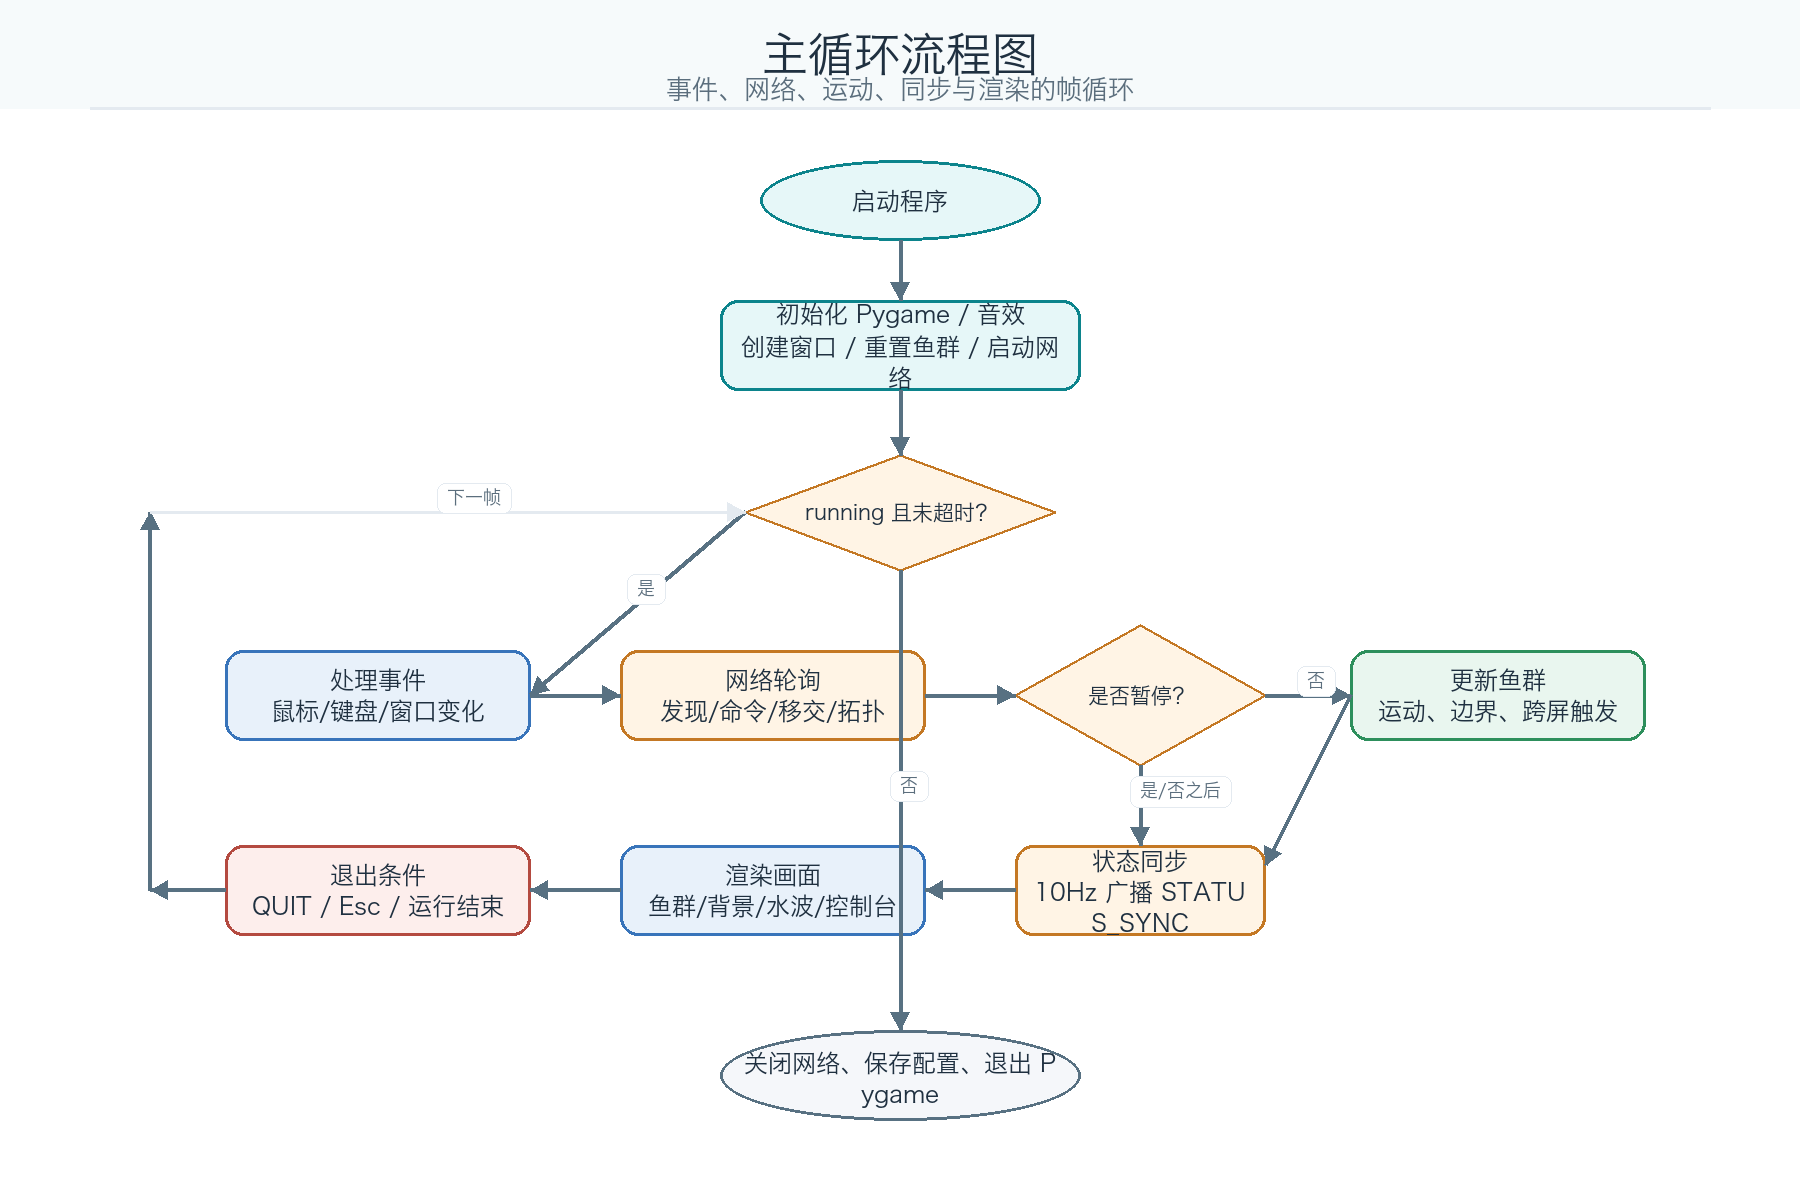 主循环流程图
事件、网络、运动、同步与渲染的帧循环
启动程序
初始化 Pygame / 音效
创建窗口 / 重置鱼群 / 启动网
络
下一帧
running 且未超时?
是
处理事件
鼠标/键盘/窗口变化
网络轮询
发现/命令/移交/拓扑
是否暂停?
否
更新鱼群
运动、边界、跨屏触发
否
是/否之后
退出条件
QUIT / Esc / 运行结束
渲染画面
鱼群/背景/水波/控制台
状态同步
10Hz 广播 STATU
S_SYNC
关闭网络、保存配置、退出 P
ygame